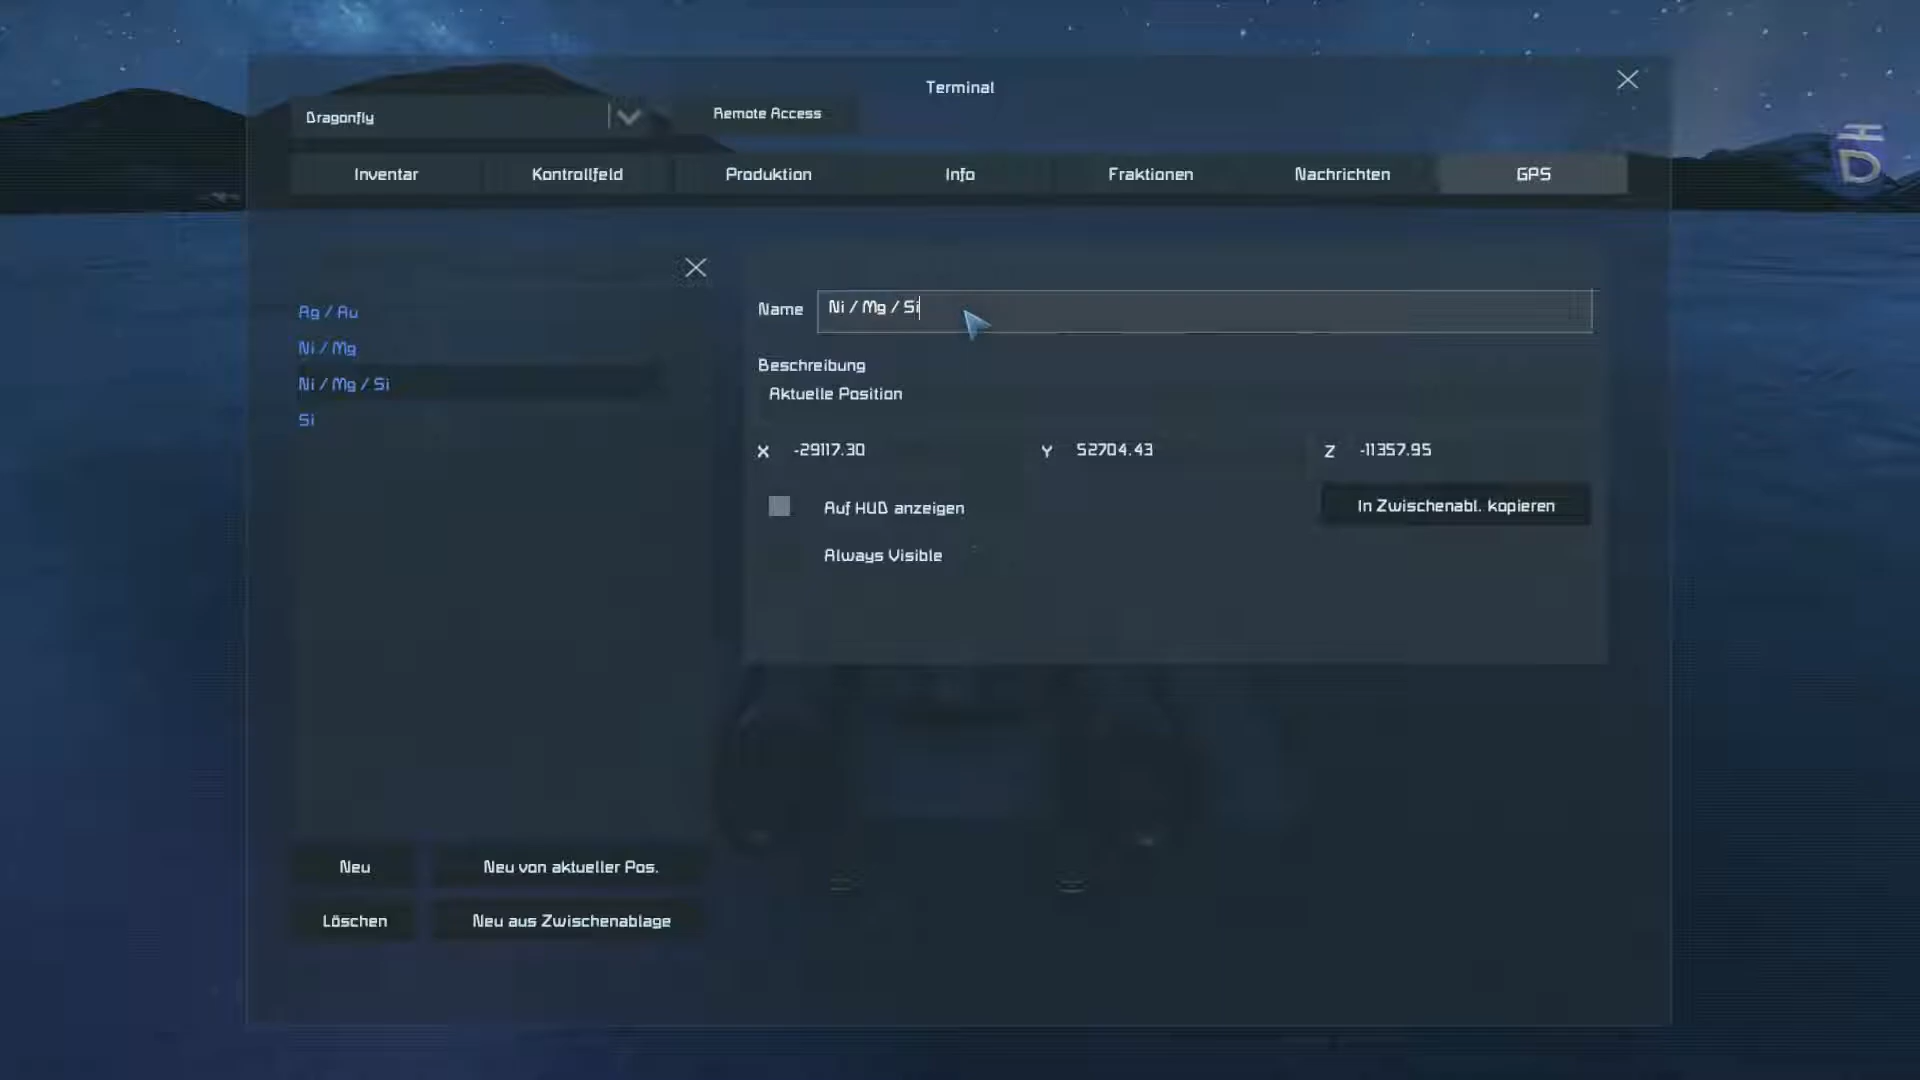 Terminal
Dragonfly
Remote Access
Inventar
Kontrollfeld
Produktion
Info
Fraktionen
Nachrichten
GPS
Ag / Au
Ni / Mg
Ni / Mg / Si
Si
Name
Ni / Mg / Si
Beschreibung
Aktuelle Position
X -29117.30
Y 52704.43
Z -11357.95
Auf HUD anzeigen
In Zwischenabl. kopieren
Always Visible
Neu
Neu von aktueller Pos.
Löschen
Neu aus Zwischenablage